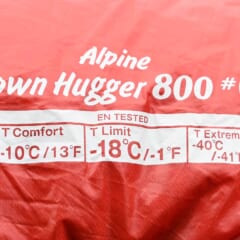 Alpine
own Hugger 800 #
EN TESTED
T Comfort T Limit T Extrem
-10°C/13°F -18°C/-1°F -40°C
/-41°